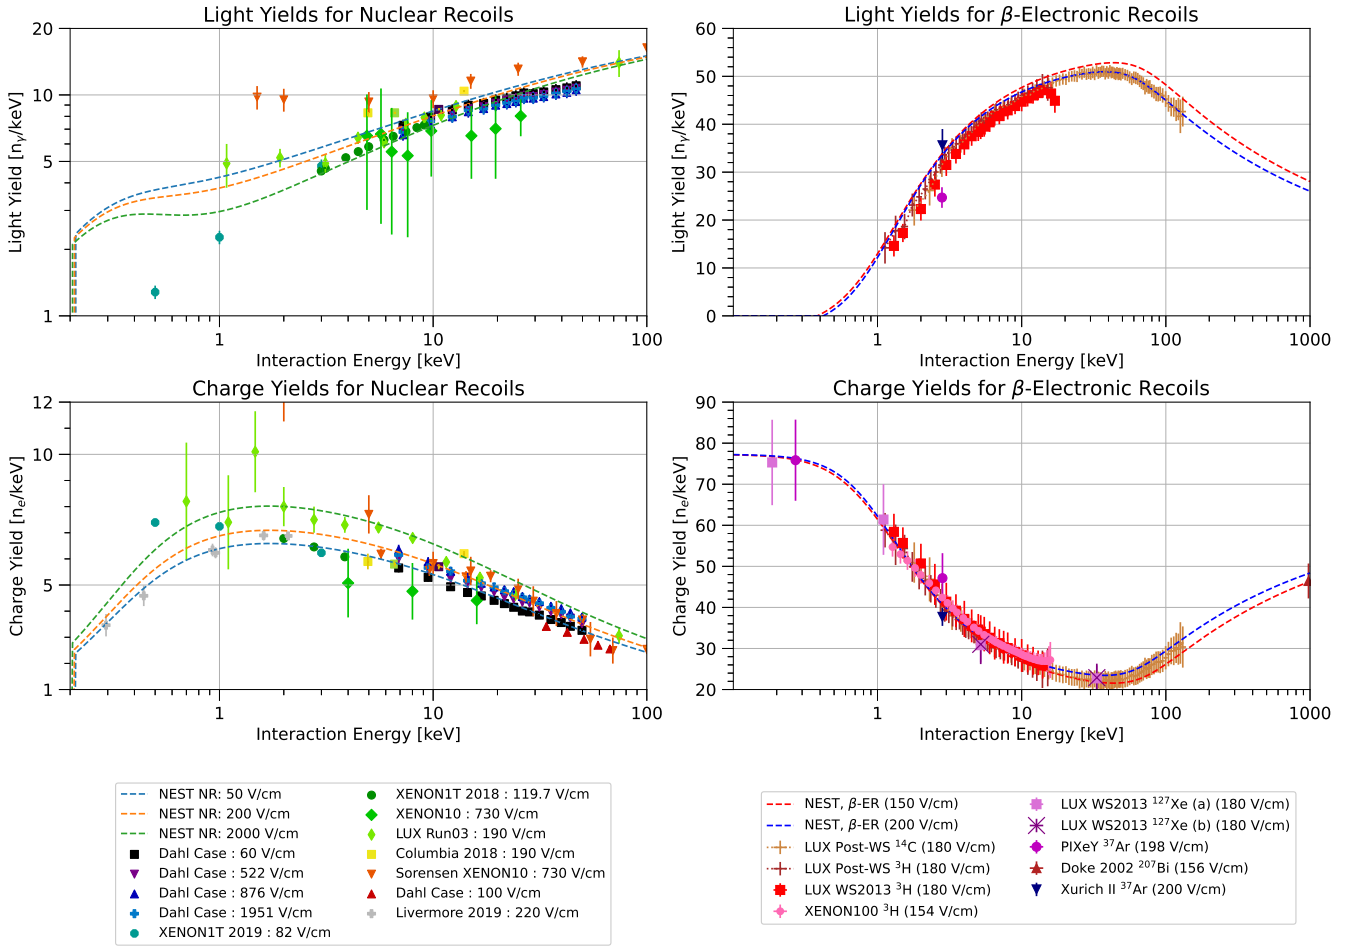 Light Yields for Nuclear Recoils
Light Yield [nγ/keV]
20
10
5
1
1
10
100
Interaction Energy [keV]
Light Yields for β-Electronic Recoils
Light Yield [nγ/keV]
60
50
40
30
20
10
0
1
10
100
1000
Interaction Energy [keV]
Charge Yields for Nuclear Recoils
Charge Yield [ne/keV]
12
10
5
1
1
10
100
Interaction Energy [keV]
Charge Yields for β-Electronic Recoils
Charge Yield [ne/keV]
90
80
70
60
50
40
30
20
1
10
100
1000
Interaction Energy [keV]
NEST NR: 50 V/cm
NEST NR: 200 V/cm
NEST NR: 2000 V/cm
Dahl Case : 60 V/cm
Dahl Case : 522 V/cm
Dahl Case : 876 V/cm
Dahl Case : 1951 V/cm
XENON1T 2019 : 82 V/cm
XENON1T 2018 : 119.7 V/cm
XENON10 : 730 V/cm
LUX Run03 : 190 V/cm
Columbia 2018 : 190 V/cm
Sorensen XENON10 : 730 V/cm
Dahl Case : 100 V/cm
Livermore 2019 : 220 V/cm
NEST, β-ER (150 V/cm)
NEST, β-ER (200 V/cm)
LUX Post-WS ¹⁴C (180 V/cm)
LUX Post-WS ³H (180 V/cm)
LUX WS2013 ³H (180 V/cm)
XENON100 ³H (154 V/cm)
LUX WS2013 ¹²⁷Xe (a) (180 V/cm)
LUX WS2013 ¹²⁷Xe (b) (180 V/cm)
PIXeY ³⁷Ar (198 V/cm)
Doke 2002 ²⁰⁷Bi (156 V/cm)
Xurich II ³⁷Ar (200 V/cm)